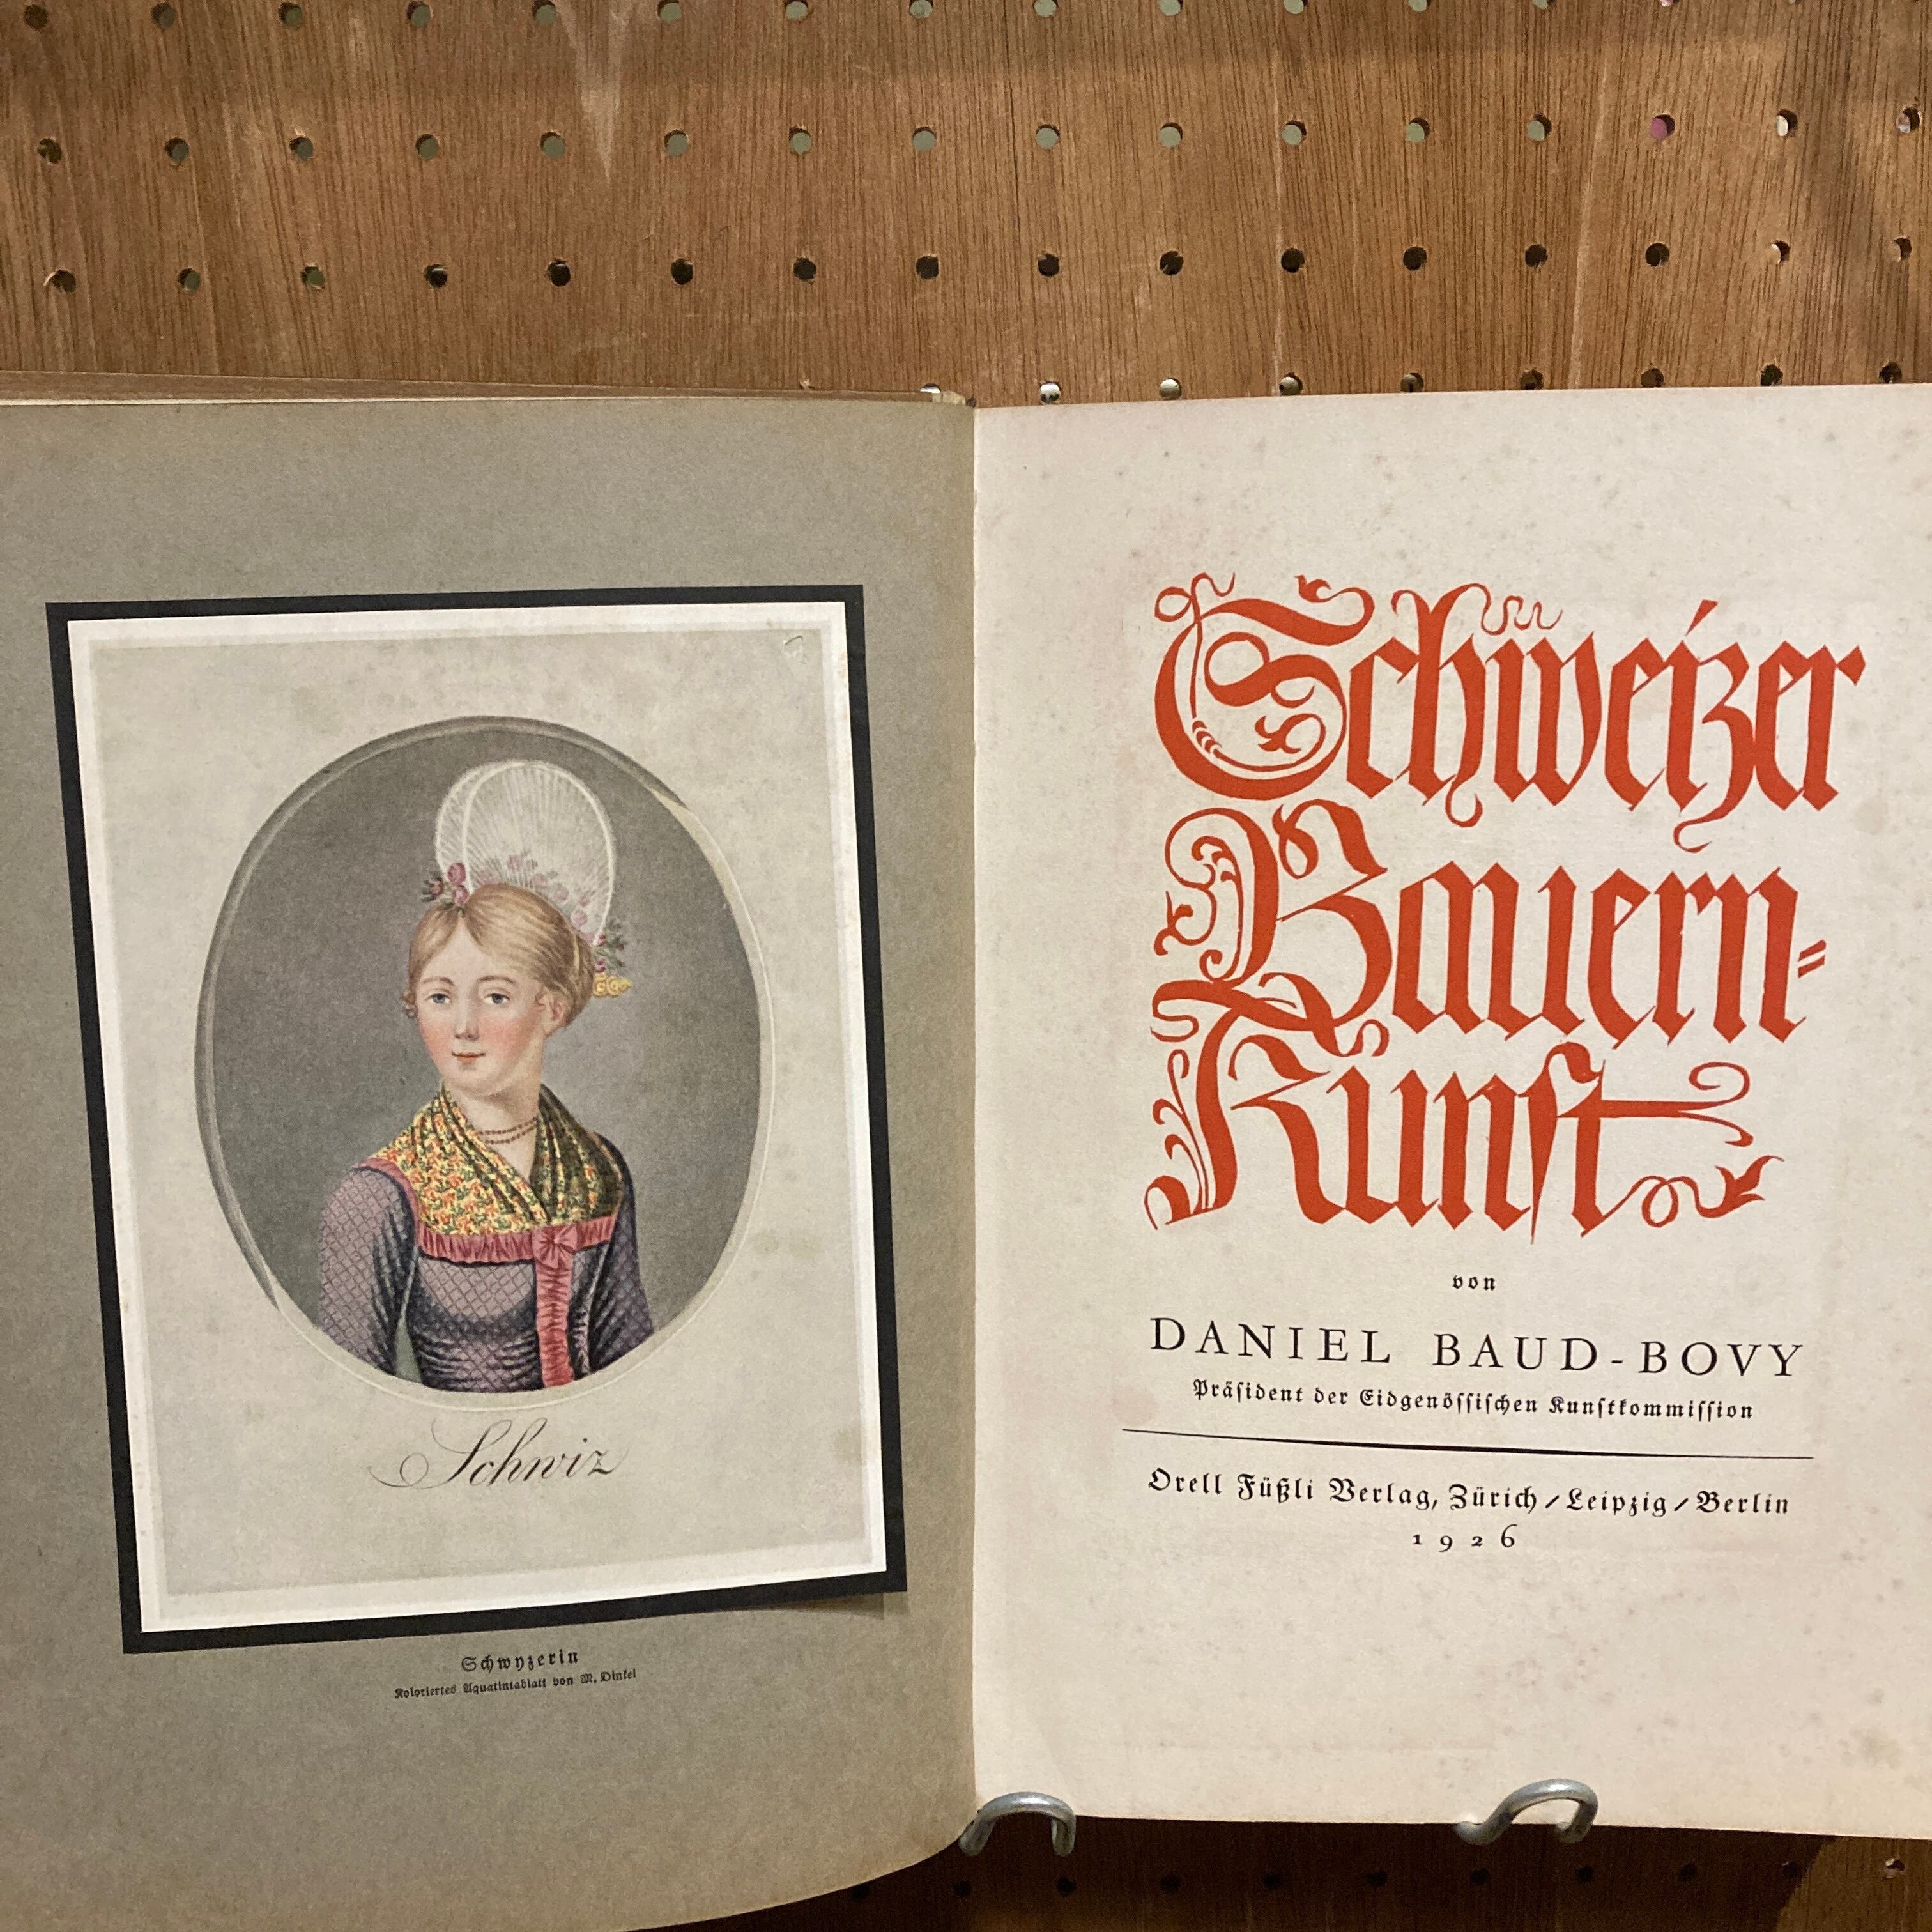 Schwiz
Schwyzerin
Koloriertes Aquatintablatt von M. Dinkel
Schweizer
Bauern-
Kunst
von
DANIEL BAUD-BOVY
Präsident der Eidgenössischen Kunstkommission
Orell Füßli Verlag, Zürich / Leipzig / Berlin
1926